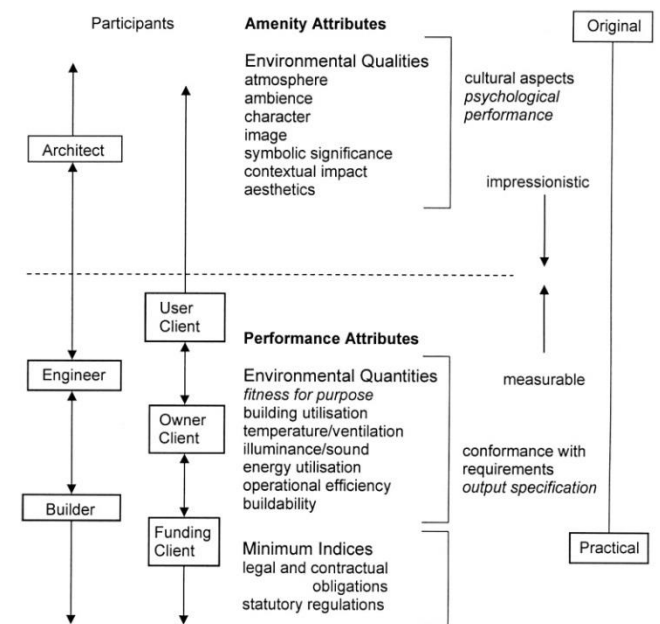 Participants
Amenity Attributes
Original
Environmental Qualities
atmosphere
ambience
character
image
symbolic significance
contextual impact
aesthetics
cultural aspects
psychological
performance
Architect
impressionistic
User
Client
Performance Attributes
Engineer
Environmental Quantities
fitness for purpose
building utilisation
temperature/ventilation
illuminance/sound
energy utilisation
operational efficiency
buildability
measurable
Owner
Client
conformance with
requirements
output specification
Builder
Funding
Client
Minimum Indices
legal and contractual
obligations
statutory regulations
Practical